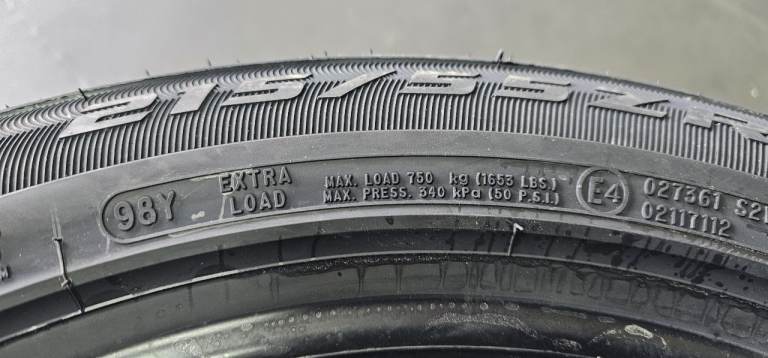 215/55ZR
98Y
EXTRA
LOAD
MAX. LOAD 750 kg (1653 LBS.)
MAX. PRESS. 340 kPa (50 P.S.I.)
E4
027361 S2
02117112